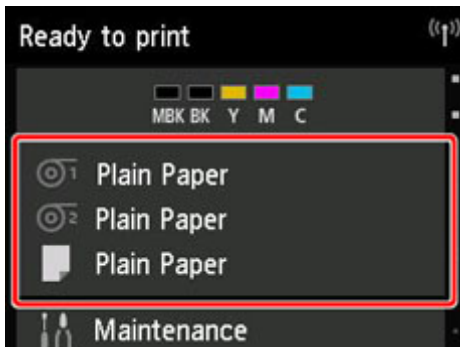 Ready to print
MBK BK Y M C
1 Plain Paper
2 Plain Paper
Plain Paper
Maintenance